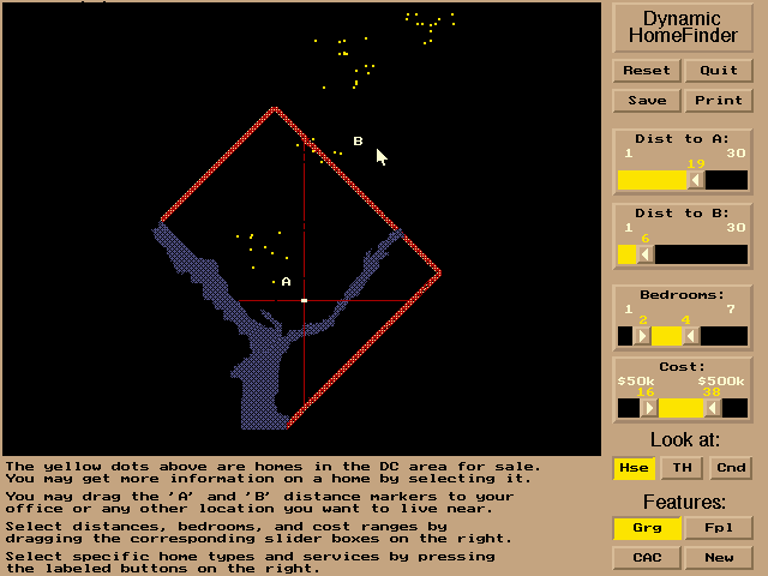 Dynamic
HomeFinder
Reset Quit
Save Print
Dist to A:
1 30
19
B
Dist to B:
1 30
6
A
Bedrooms:
1 7
2 4
Cost:
$50k $500k
16 38
Look at:
Hse TH Cnd
Features:
Grg Fpl
CAC New
The yellow dots above are homes in the DC area for sale.
You may get more information on a home by selecting it.
You may drag the 'A' and 'B' distance markers to your
office or any other location you want to live near.
Select distances, bedrooms, and cost ranges by
dragging the corresponding slider boxes on the right.
Select specific home types and services by pressing
the labeled buttons on the right.